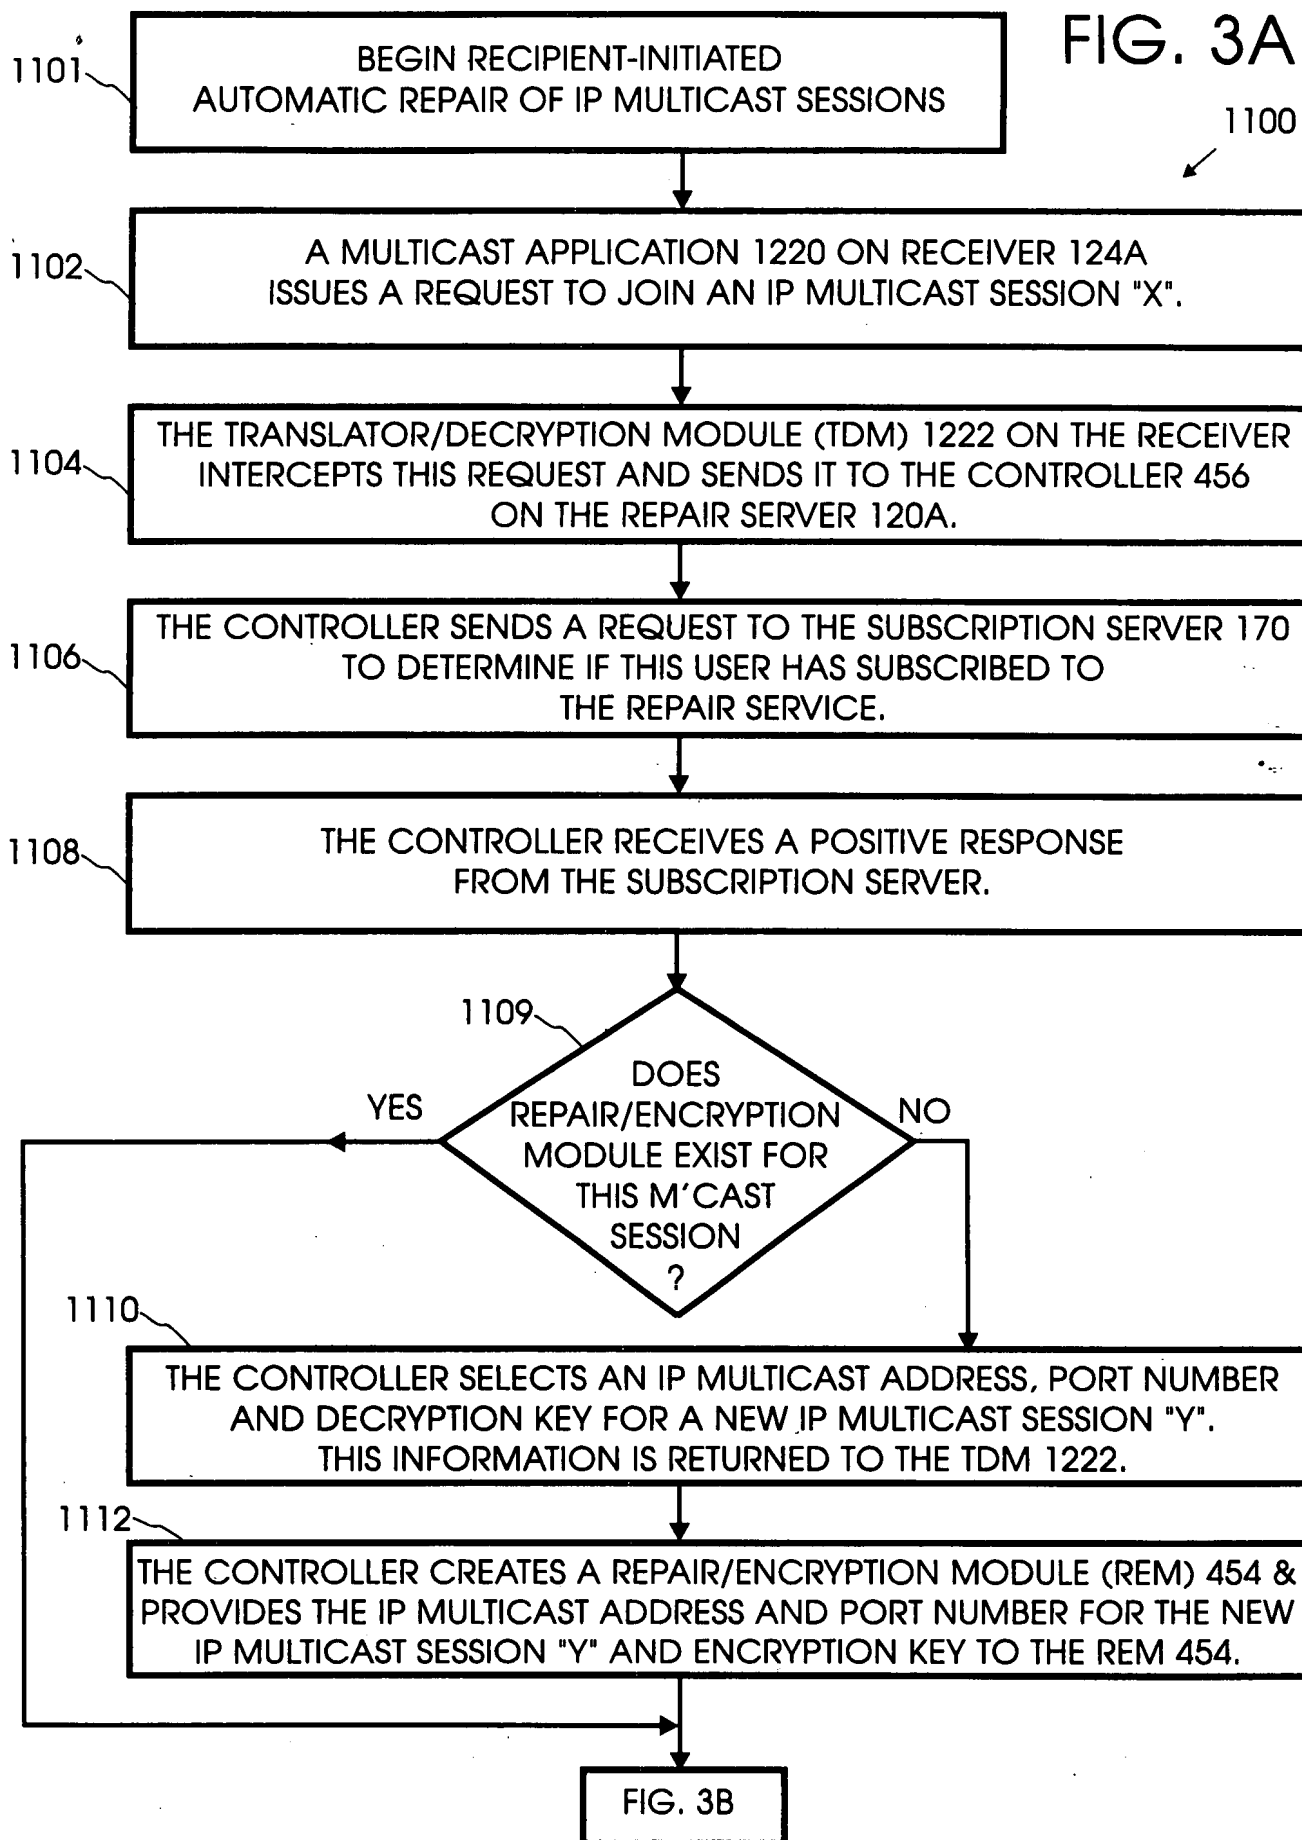 FIG. 3A
1100
1101
BEGIN RECIPIENT-INITIATED
AUTOMATIC REPAIR OF IP MULTICAST SESSIONS
1102
A MULTICAST APPLICATION 1220 ON RECEIVER 124A
ISSUES A REQUEST TO JOIN AN IP MULTICAST SESSION "X".
1104
THE TRANSLATOR/DECRYPTION MODULE (TDM) 1222 ON THE RECEIVER
INTERCEPTS THIS REQUEST AND SENDS IT TO THE CONTROLLER 456
ON THE REPAIR SERVER 120A.
1106
THE CONTROLLER SENDS A REQUEST TO THE SUBSCRIPTION SERVER 170
TO DETERMINE IF THIS USER HAS SUBSCRIBED TO
THE REPAIR SERVICE.
1108
THE CONTROLLER RECEIVES A POSITIVE RESPONSE
FROM THE SUBSCRIPTION SERVER.
1109
DOES
REPAIR/ENCRYPTION
MODULE EXIST FOR
THIS M'CAST
SESSION
?
YES
NO
1110
THE CONTROLLER SELECTS AN IP MULTICAST ADDRESS, PORT NUMBER
AND DECRYPTION KEY FOR A NEW IP MULTICAST SESSION "Y".
THIS INFORMATION IS RETURNED TO THE TDM 1222.
1112
THE CONTROLLER CREATES A REPAIR/ENCRYPTION MODULE (REM) 454 &
PROVIDES THE IP MULTICAST ADDRESS AND PORT NUMBER FOR THE NEW
IP MULTICAST SESSION "Y" AND ENCRYPTION KEY TO THE REM 454.
FIG. 3B